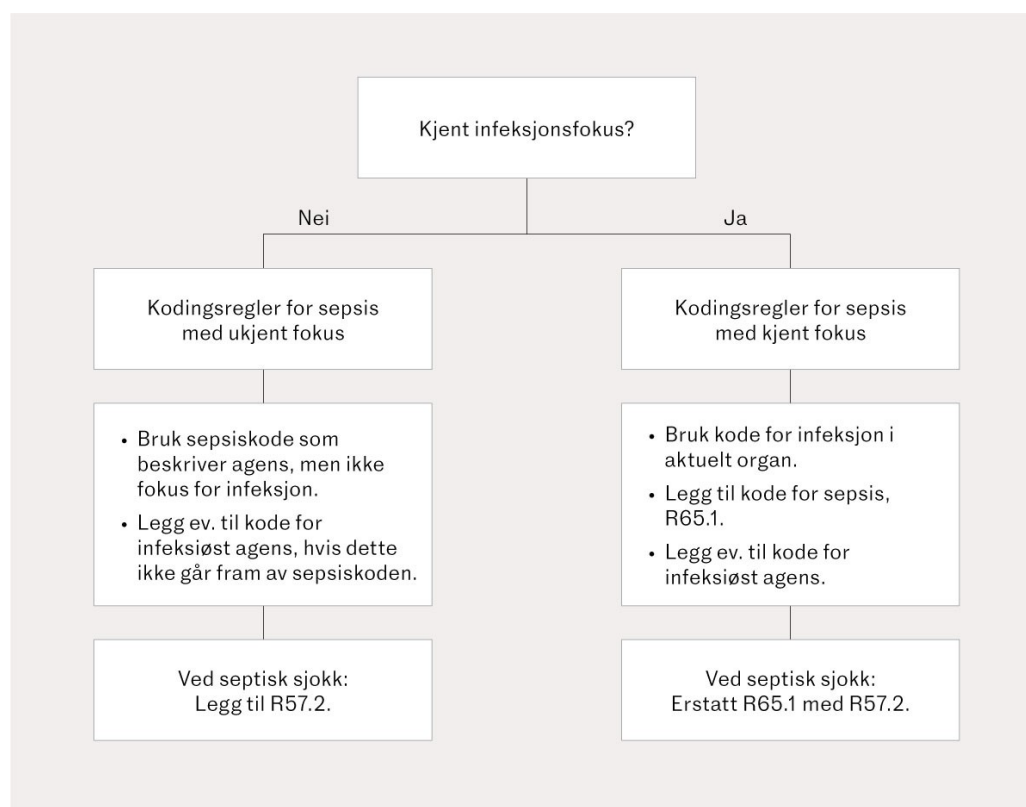 Kjent infeksjonsfokus?
Nei
Ja
Kodingsregler for sepsis
med ukjent fokus
Kodingsregler for sepsis
med kjent fokus
• Bruk sepsiskode som
beskriver agens, men ikke
fokus for infeksjon.
• Legg ev. til kode for
infeksiøst agens, hvis dette
ikke går fram av sepsiskoden.
• Bruk kode for infeksjon i
aktuelt organ.
• Legg til kode for sepsis,
R65.1.
• Legg ev. til kode for
infeksiøst agens.
Ved septisk sjokk:
Legg til R57.2.
Ved septisk sjokk:
Erstatt R65.1 med R57.2.